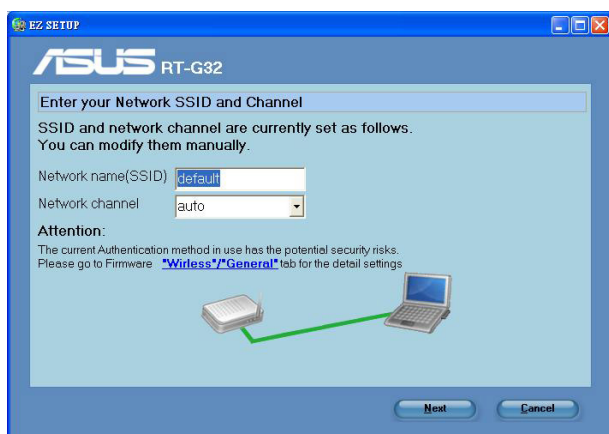 EZ SETUP
ASUS RT-G32
Enter your Network SSID and Channel
SSID and network channel are currently set as follows.
You can modify them manually.
Network name(SSID) default
Network channel auto
Attention:
The current Authentication method in use has the potential security risks.
Please go to Firmware "Wirless"/"General" tab for the detail settings
Next Cancel